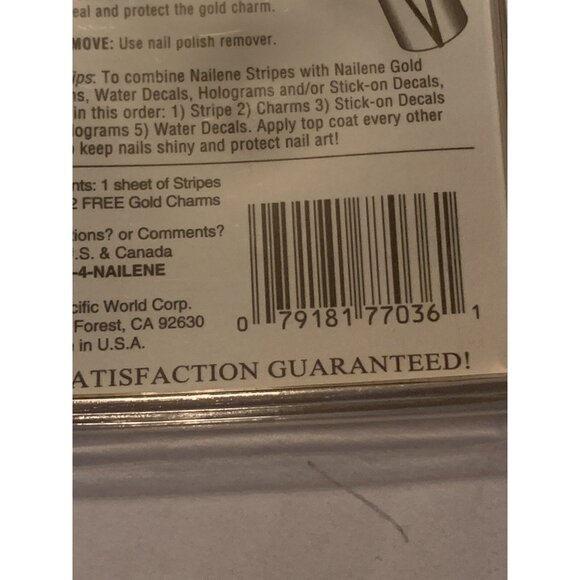 eal and protect the gold charm.
MOVE: Use nail polish remover.
ips: To combine Nailene Stripes with Nailene Gold
ns, Water Decals, Holograms and/or Stick-on Decals,
in this order: 1) Stripe 2) Charms 3) Stick-on Decals
lograms 5) Water Decals. Apply top coat every other
keep nails shiny and protect nail art!
nts: 1 sheet of Stripes
2 FREE Gold Charms
tions? or Comments?
.S. & Canada
-4-NAILENE
cific World Corp.
Forest, CA 92630
in U.S.A.
0 79181 77036 1
ATISFACTION GUARANTEED!